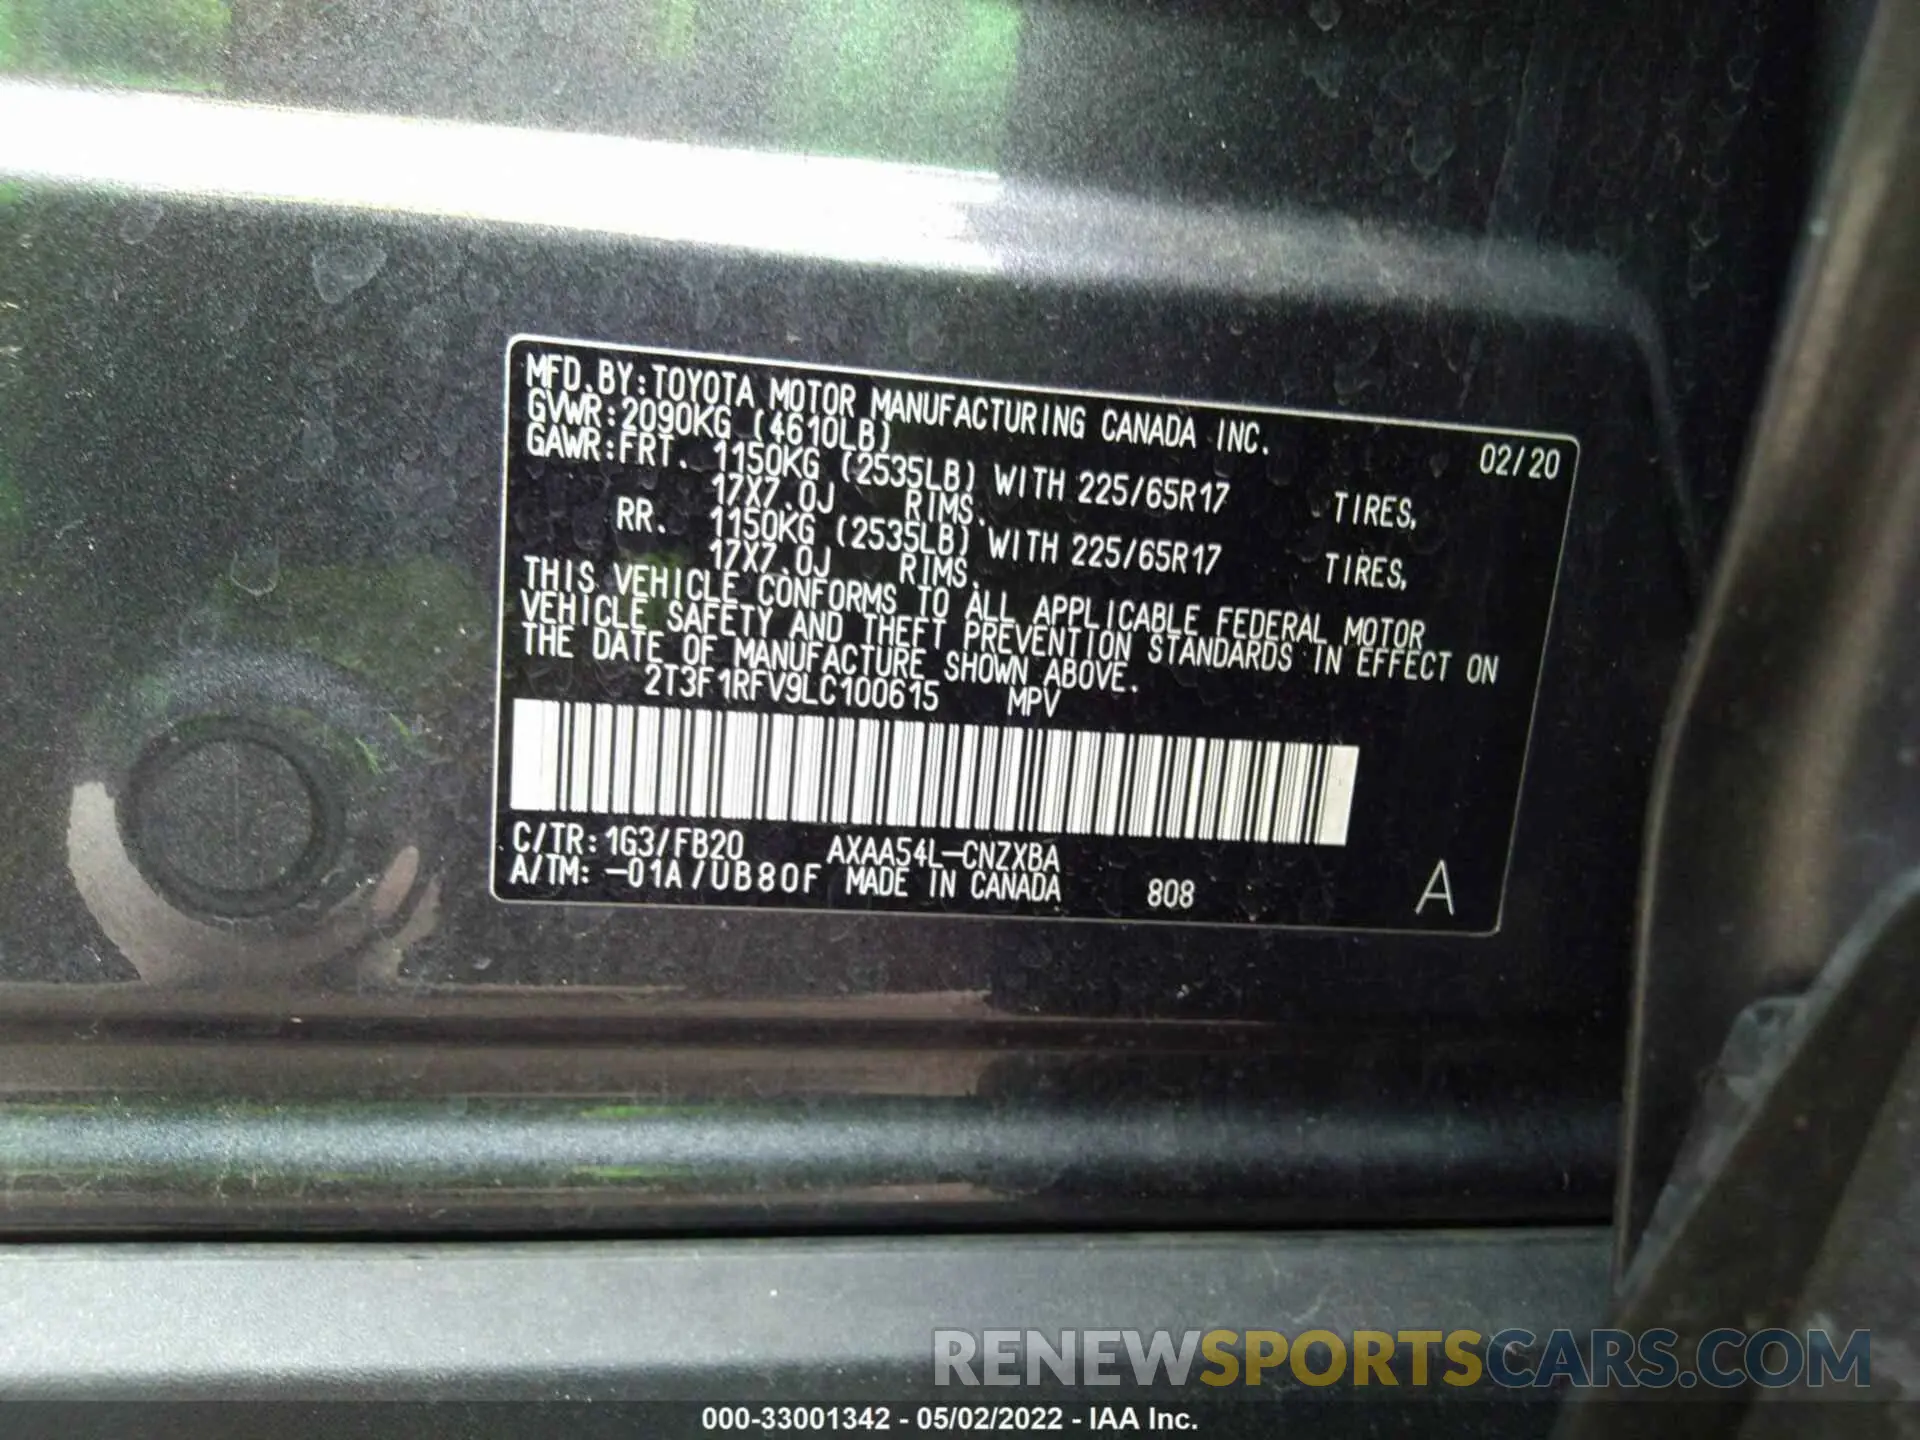 MFD.BY:TOYOTA MOTOR MANUFACTURING CANADA INC.
GVWR:2090KG (4610LB) 02/20
GAWR:FRT. 1150KG (2535LB) WITH 225/65R17 TIRES,
17X7.0J RIMS.
RR. 1150KG (2535LB) WITH 225/65R17 TIRES,
17X7.0J RIMS.
THIS VEHICLE CONFORMS TO ALL APPLICABLE FEDERAL MOTOR
VEHICLE SAFETY AND THEFT PREVENTION STANDARDS IN EFFECT ON
THE DATE OF MANUFACTURE SHOWN ABOVE.
2T3F1RFV9LC100615 MPV
C/TR:1G3/FB20 AXAA54L-CNZXBA
A/TM:-01A/UB80F MADE IN CANADA 808 A
RENEWSPORTSCARS.COM
000-33001342 - 05/02/2022 - IAA Inc.